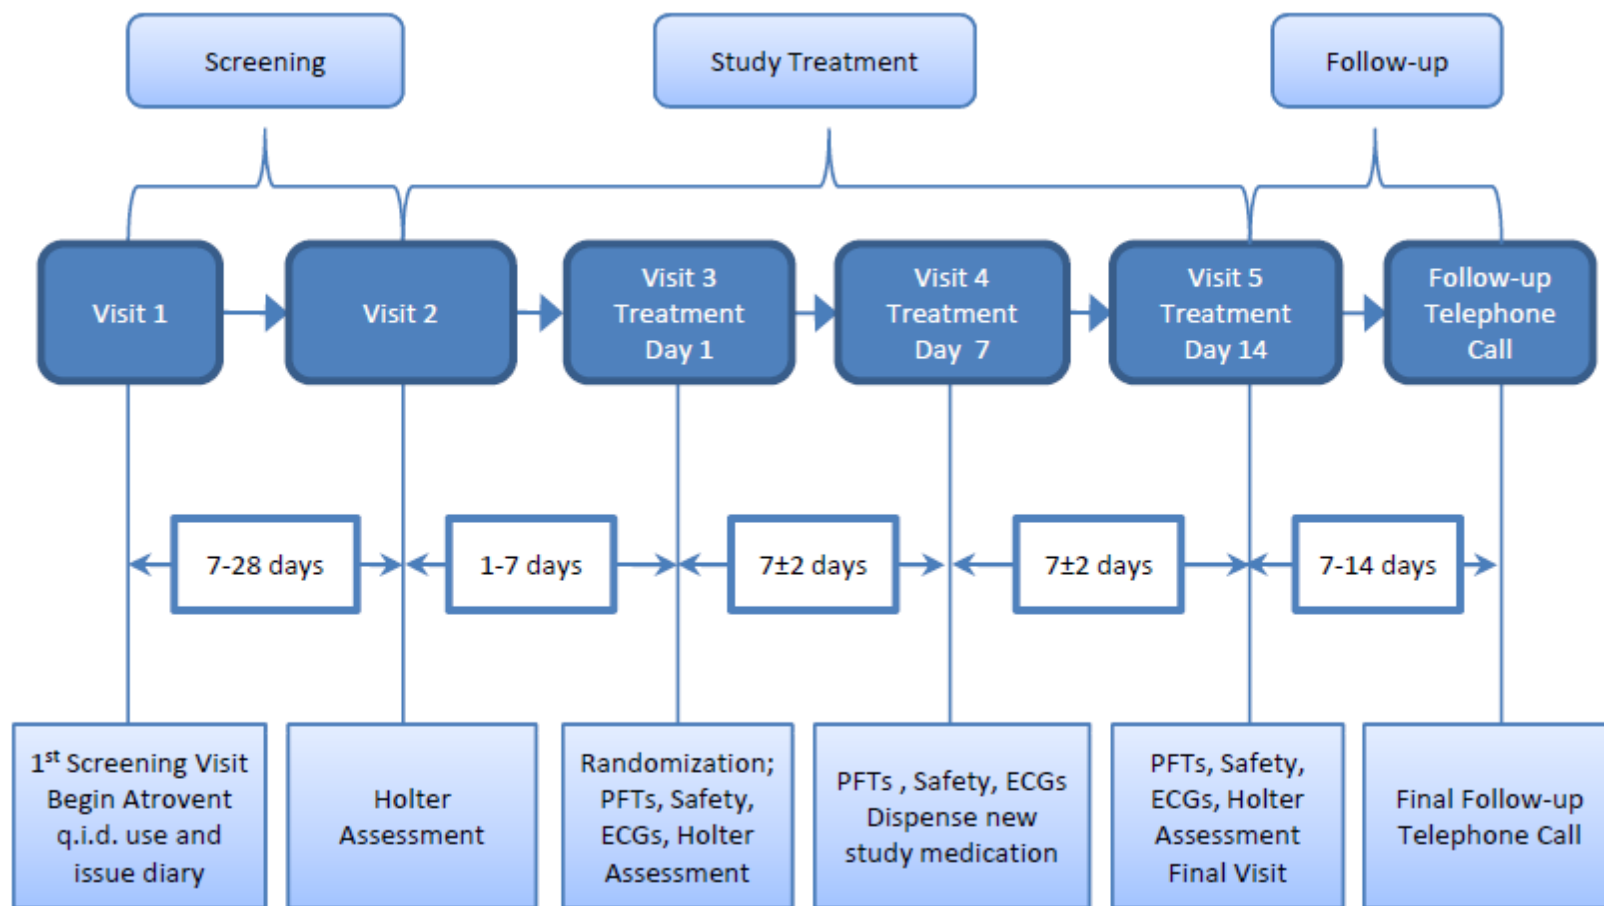 Screening
Study Treatment
Follow-up
Visit 1
Visit 2
Visit 3
Treatment
Day 1
Visit 4
Treatment
Day 7
Visit 5
Treatment
Day 14
Follow-up
Telephone
Call
7-28 days
1-7 days
7±2 days
7±2 days
7-14 days
1st Screening Visit
Begin Atrovent
q.i.d. use and
issue diary
Holter
Assessment
Randomization;
PFTs, Safety,
ECGs, Holter
Assessment
PFTs , Safety, ECGs
Dispense new
study medication
PFTs, Safety,
ECGs, Holter
Assessment
Final Visit
Final Follow-up
Telephone Call